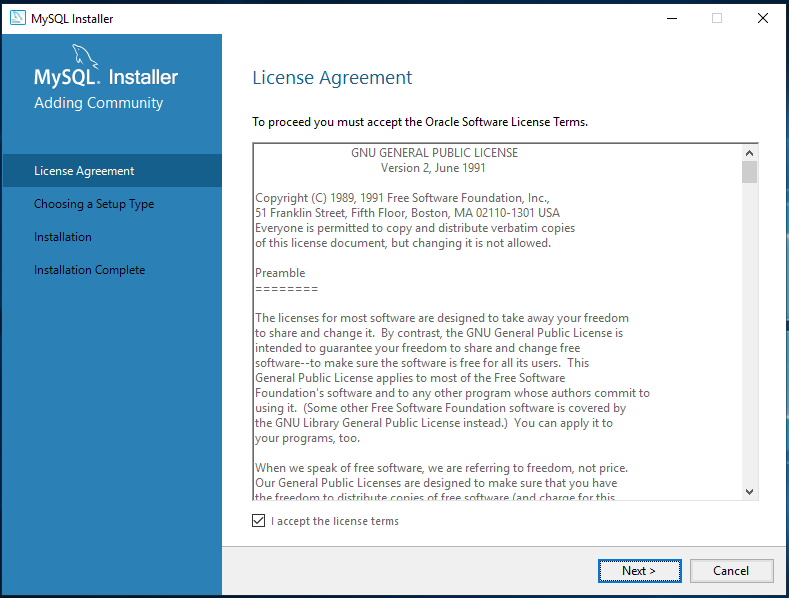 MySQL Installer
MySQL. Installer
Adding Community
License Agreement
Choosing a Setup Type
Installation
Installation Complete
License Agreement
To proceed you must accept the Oracle Software License Terms.
GNU GENERAL PUBLIC LICENSE
Version 2, June 1991
Copyright (C) 1989, 1991 Free Software Foundation, Inc.,
51 Franklin Street, Fifth Floor, Boston, MA 02110-1301 USA
Everyone is permitted to copy and distribute verbatim copies
of this license document, but changing it is not allowed.
Preamble
========
The licenses for most software are designed to take away your freedom
to share and change it.  By contrast, the GNU General Public License is
intended to guarantee your freedom to share and change free
software--to make sure the software is free for all its users.  This
General Public License applies to most of the Free Software
Foundation's software and to any other program whose authors commit to
using it.  (Some other Free Software Foundation software is covered by
the GNU Library General Public License instead.)  You can apply it to
your programs, too.
When we speak of free software, we are referring to freedom, not price.
Our General Public Licenses are designed to make sure that you have
the freedom to distribute copies of free software (and charge for this
I accept the license terms
Next >
Cancel